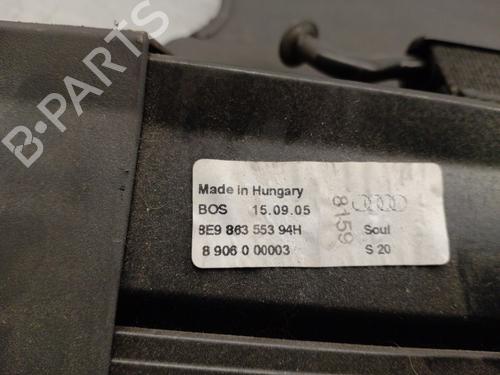 B-PARTS
Made in Hungary
BOS 15.09.05
8E9 863 553 94H Soul
8 906 0 00003 S 20
8159